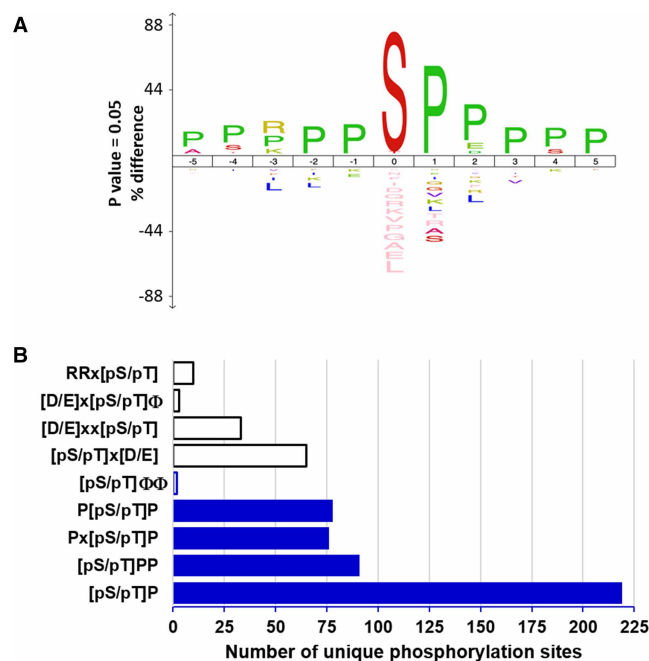 A
88
44
-44
-88
P value = 0.05
% difference
S
P
P
P P R P P P P P
A S P E S
K D
-5 -4 -3 -2 -1 0 1 2 3 4 5
L L K E G V K L T R A S K R L V K
S G R K V P G A E L
B
RRx[pS/pT]
[D/E]x[pS/pT]Φ
[D/E]xx[pS/pT]
[pS/pT]x[D/E]
[pS/pT]ΦΦ
P[pS/pT]P
Px[pS/pT]P
[pS/pT]PP
[pS/pT]P
0 25 50 75 100 125 150 175 200 225
Number of unique phosphorylation sites